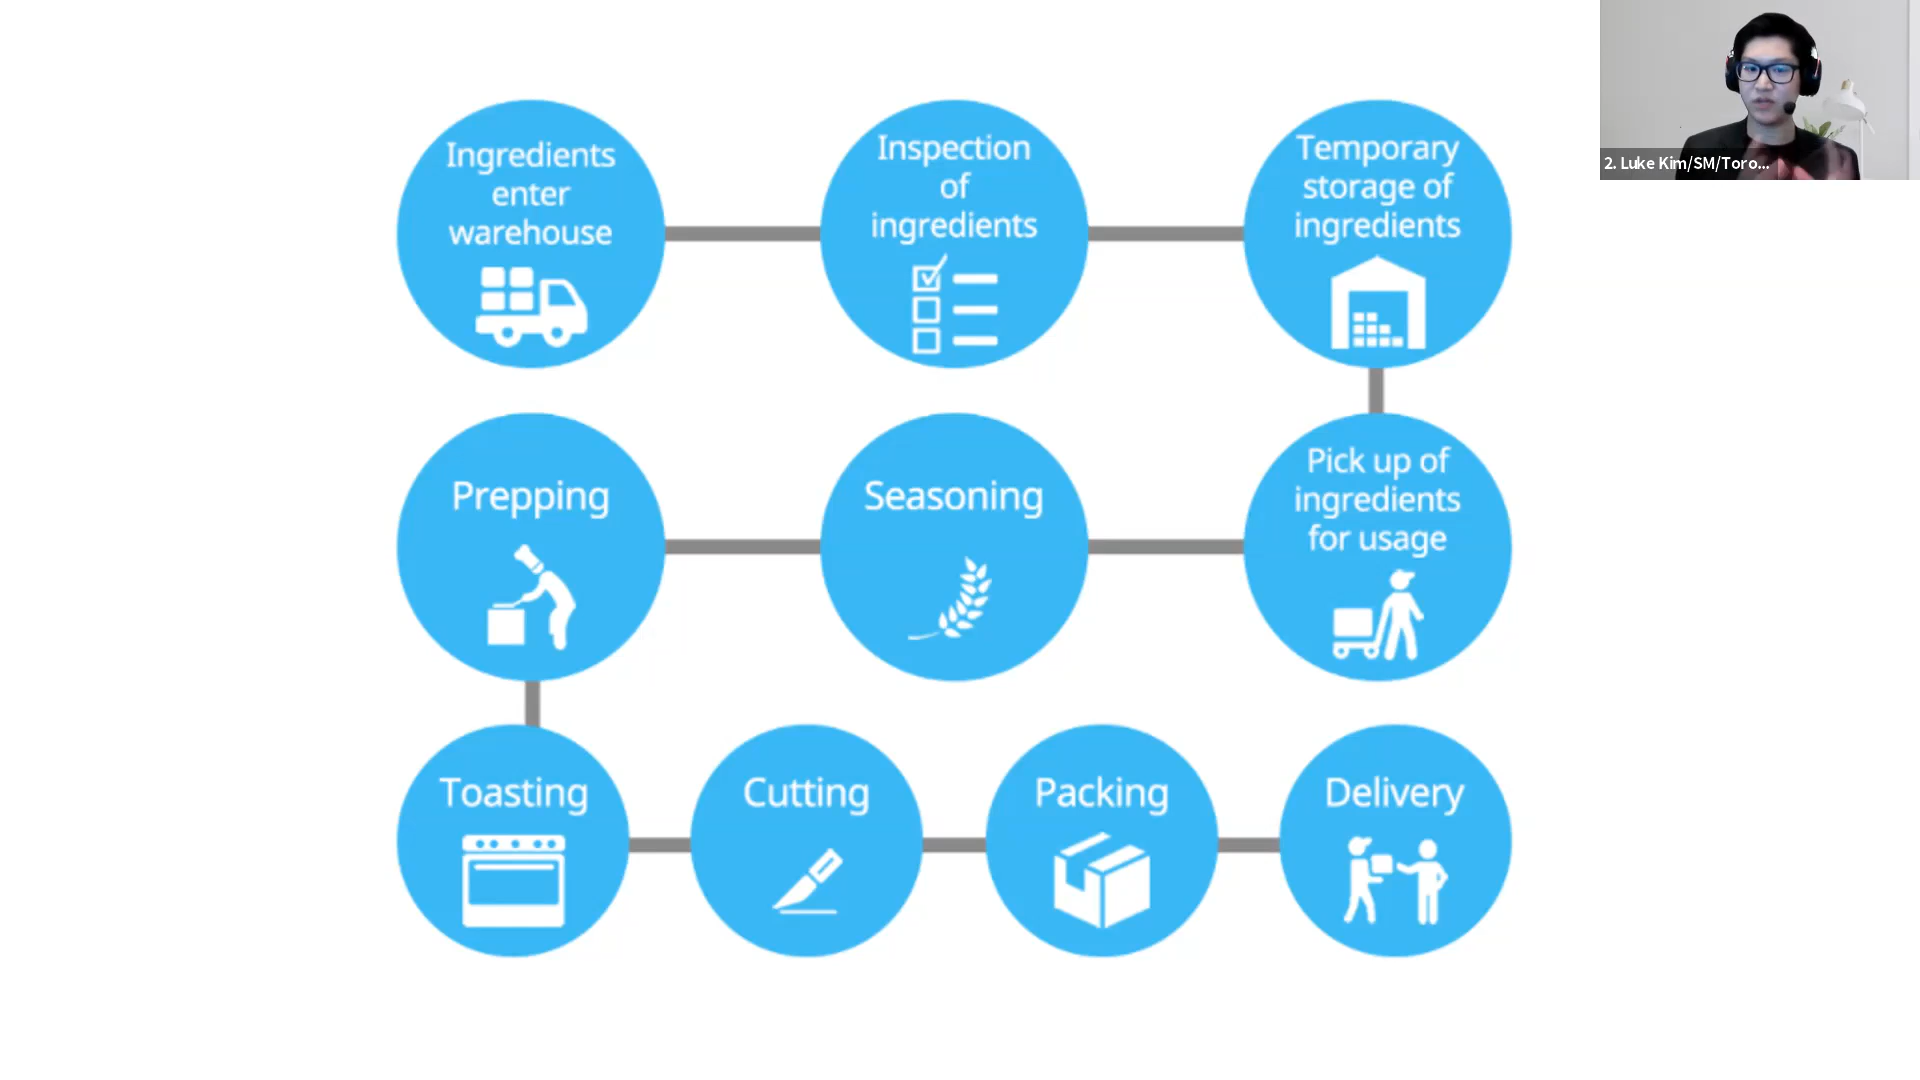 Ingredients
enter
warehouse
Inspection
of
ingredients
Temporary
storage of
ingredients
2. Luke Kim/SM/Toro...
Prepping
Seasoning
Pick up of
ingredients
for usage
Toasting
Cutting
Packing
Delivery